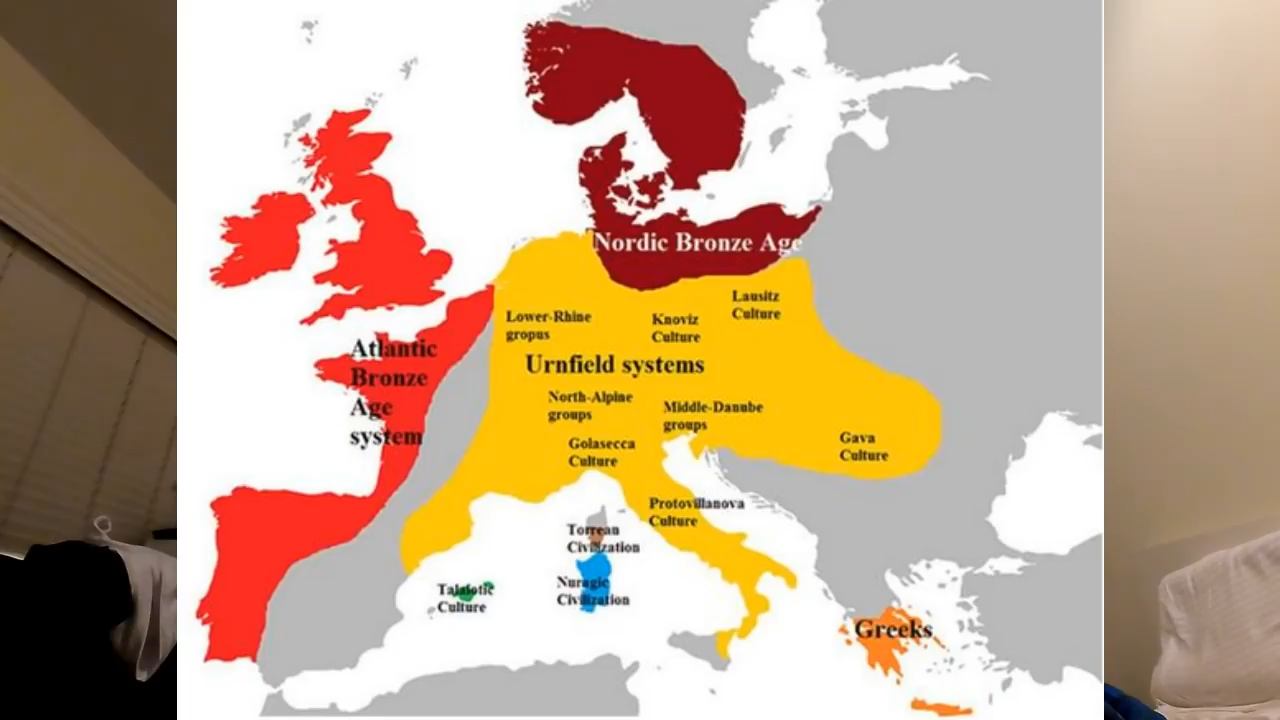 Nordic Bronze Age
Lausitz
Culture
Lower-Rhine
gropus
Knoviz
Culture
Atlantic
Bronze
Age
system
Urnfield systems
North-Alpine
groups
Middle-Danube
groups
Golasecca
Culture
Gava
Culture
Protovillanova
Culture
Torrean
Civilization
Talaiotic
Culture
Nuragic
Civilization
Greeks